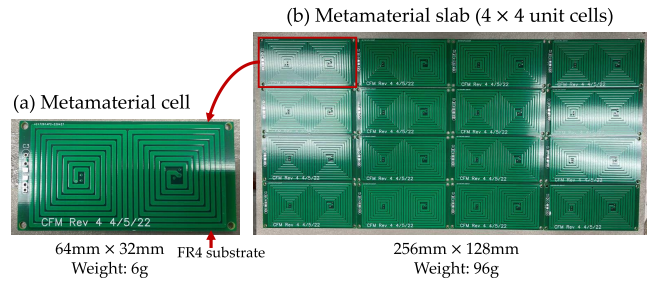 (b) Metamaterial slab (4 × 4 unit cells)
(a) Metamaterial cell
CFM Rev 4 4/5/22
64mm × 32mm
Weight: 6g
FR4 substrate
CFM Rev 4 4/5/22
CFM Rev 4 4/5/22
CFM Rev 4 4/5/22
CFM Rev 4 4/5/22
CFM Rev 4 4/5/22
CFM Rev 4 4/5/22
CFM Rev 4 4/5/22
CFM Rev 4 4/5/22
CFM Rev 4 4/5/22
CFM Rev 4 4/5/22
CFM Rev 4 4/5/22
CFM Rev 4 4/5/22
256mm × 128mm
Weight: 96g